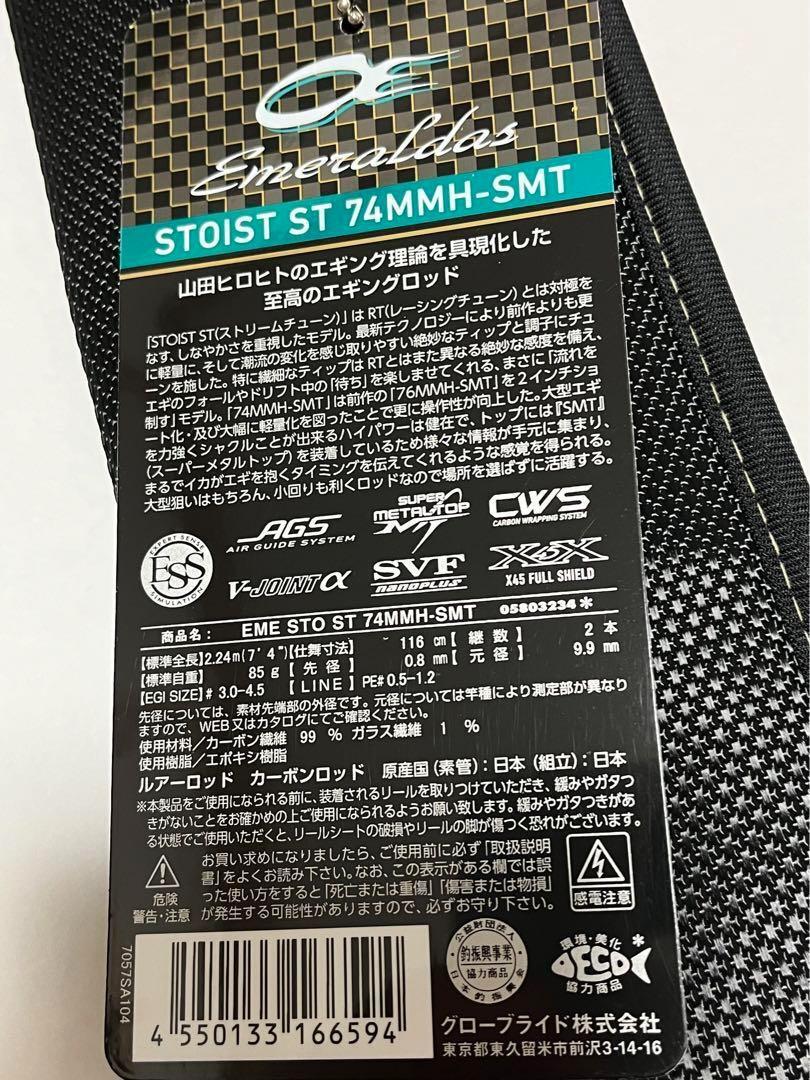 Emeraldas
STOIST ST 74MMH-SMT
山田ヒロヒトのエギング理論を具現化した
至高のエギングロッド
「STOIST ST(ストリームチューン)」はRT(レーシングチューン)とは対極を
なす、しなやかさを重視したモデル。最新テクノロジーにより前作よりも更
に軽量に、そして潮流の変化を感じ取りやすい絶妙なティップと調子にチュ
ーンを施した。特に繊細なティップはRTとはまた異なる絶妙な感度を備え、
エギのフォールやドリフト中の「待ち」を楽しませてくれる、まさに「流れを
制す」モデル。「74MMH-SMT」は前作の「76MMH-SMT」を2インチショ
ート化・及び大幅に軽量化を図ったことで更に操作性が向上した。大型エギ
を力強くシャクルことが出来るハイパワーは健在で、トップには『SMT』
(スーパーメタルトップ)を装着しているため様々な情報が手元に集まり、
まるでイカがエギを抱くタイミングを伝えてくれるような感覚を得られる。
大型狙いはもちろん、小回りも利くロッドなので場所を選ばずに活躍する。
EXPERT SENSE
ESS
SIMULATION
AGS
AIR GUIDE SYSTEM
SUPER
METAL TOP
MT
CWS
CARBON WRAPPING SYSTEM
V-JOINT α
SVF
nanoPLUS
X45X
X45 FULL SHIELD
商品名: EME STO ST 74MMH-SMT 05803234*
【標準全長】2.24m(7'4")【仕舞寸法】 116 cm【 継 数 】 2 本
【標準自重 85 g【 先 径 】 0.8 mm【 元 径 】 9.9 mm
【EGI SIZE】# 3.0-4.5 【 LINE 】 PE# 0.5-1.2
先径については、素材先端部の外径です。元径については竿種により測定部が異なり
ますので、WEB又はカタログにてご確認ください。
使用材料/カーボン繊維 99 % ガラス繊維 1 %
使用樹脂/エポキシ樹脂
ルアーロッド カーボンロッド 原産国(素管):日本(組立):日本
※本製品をご使用になられる前に、装着されるリールを取りつけていただき、緩みやガタつ
きがないことをお確かめの上ご使用になられるようお願い致します。緩みやガタつきがあ
る状態でご使用いただくと、リールシートの破損やリールの脚が傷つく恐れがございます。
危険
警告・注意
お買い求めになりましたら、ご使用前に必ず「取扱説明
書」をよくお読み下さい。なお、この表示がある欄では誤
った使い方をすると「死亡または重傷」「傷害または物損」
が発生する可能性がありますので、必ずお守り下さい。
感電注意
7057SA104
4 550133 166594
公益財団法人
釣振興事業
協力商品
日本釣振興会
環境・美化
DECO
協力商品
グローブライド株式会社
東京都東久留米市前沢3-14-16